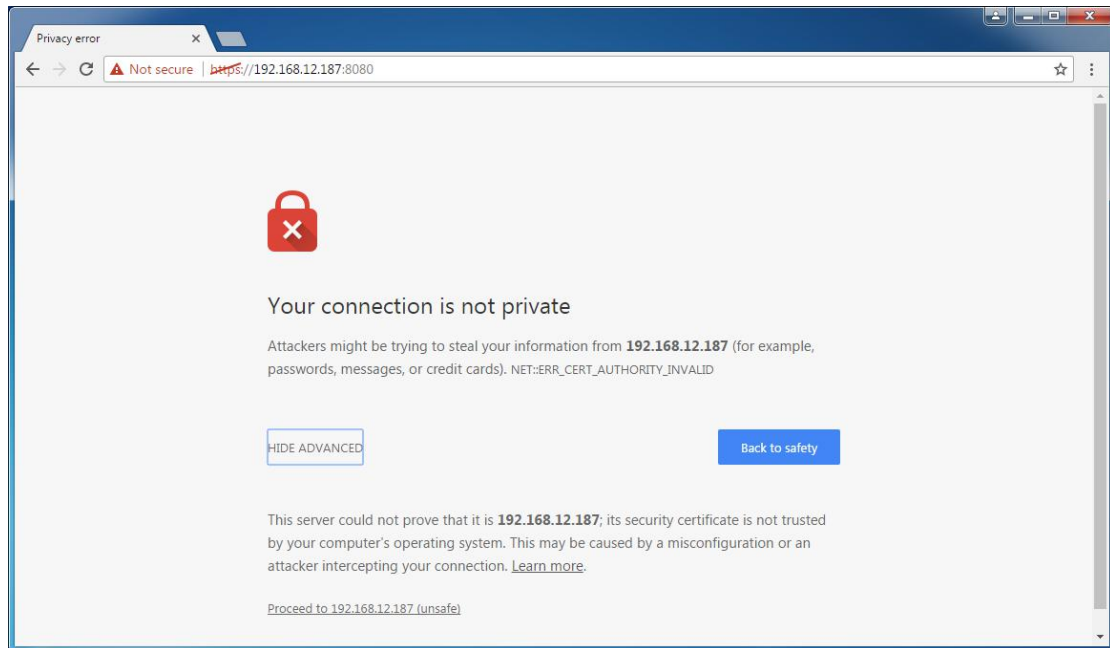 Privacy error
Not secure | https://192.168.12.187:8080
Your connection is not private
Attackers might be trying to steal your information from 192.168.12.187 (for example,
passwords, messages, or credit cards). NET::ERR_CERT_AUTHORITY_INVALID
HIDE ADVANCED
Back to safety
This server could not prove that it is 192.168.12.187; its security certificate is not trusted
by your computer's operating system. This may be caused by a misconfiguration or an
attacker intercepting your connection. Learn more.
Proceed to 192.168.12.187 (unsafe)